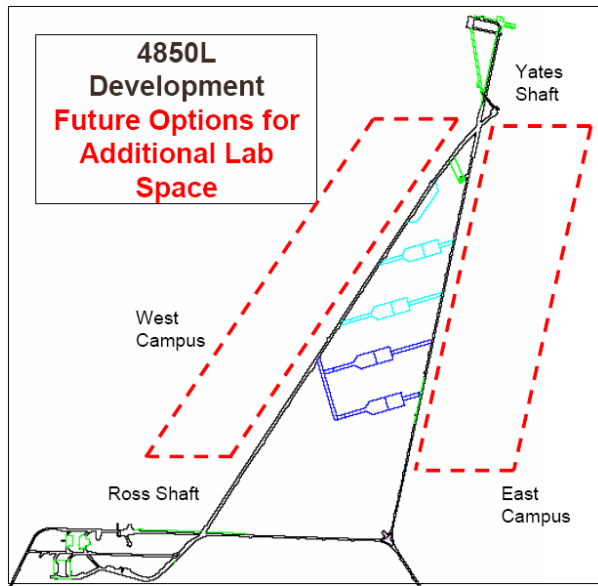 4850L
Development
Future Options for
Additional Lab
Space
Yates
Shaft
West
Campus
Ross Shaft
East
Campus